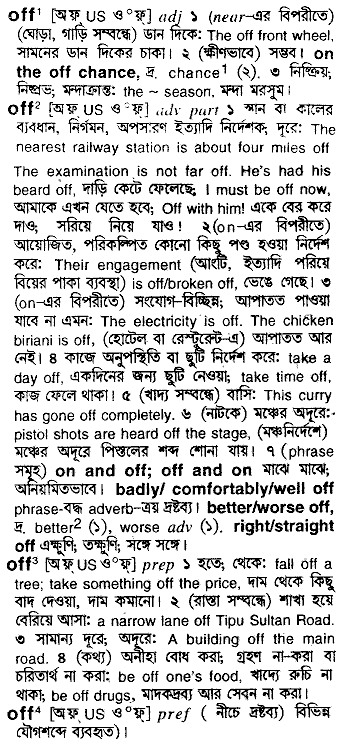 off¹ [অফ্ US ও°ফ্] adj ১ (near-এর বিপরীতে)
(ঘোড়া, গাড়ি সম্বন্ধে) ডান দিকে: The off front wheel,
সামনের ডান দিকের চাকা। ২ (ক্ষীণভাবে) সম্ভব। on
the off chance, দ্র. chance¹ (২). ৩ নিষ্ক্রিয়;
নিষ্প্রভ; মন্দাক্রান্ত: the ~ season, মন্দা মরসুম।
off² [অফ্ US ও°ফ্] adv part ১ স্থান বা কালের
ব্যবধান, নির্গমন, অপসারণ ইত্যাদি নির্দেশক; দূরে: The
nearest railway station is about four miles off
The examination is not far off. He's had his
beard off, দাড়ি কেটে ফেলেছে; I must be off now,
আমাকে এখন যেতে হবে; Off with him! একে বের করে
দাও; সরিয়ে নিয়ে যাও! ২ (on-এর বিপরীতে)
আয়োজিত, পরিকল্পিত কোনো কিছু পণ্ড হওয়া নির্দেশ
করে: Their engagement (আংটি, ইত্যাদি পরিয়ে
বিয়ের পাকা ব্যবস্থা) is off/broken off, ভেঙে গেছে। ৩
(on-এর বিপরীতে) সংযোগ-বিচ্ছিন্ন; আপাতত পাওয়া
যাবে না এমন: The electricity is off. The chicken
biriani is off, (হোটেল বা রেস্টুরেন্ট-এ) আপাতত আর
নেই। ৪ কাজে অনুপস্থিতি বা ছুটি নির্দেশ করে: take a
day off, একদিনের জন্য ছুটি নেওয়া; take time off,
কাজ ফেলে থাকা। ৫ (খাদ্য সম্বন্ধে) বাসি: This curry
has gone off completely. ৬ (নাটকে) মঞ্চের অদূরে:
pistol shots are heard off the stage, (মঞ্চনির্দেশে)
মঞ্চের অদূরে পিস্তলের শব্দ শোনা যায়। ৭ (phrase
সমূহ) on and off; off and on মাঝে মাঝে;
অনিয়মিতভাবে। badly/ comfortably/well off
phrase-বদ্ধ adverb-ত্রয় দ্রষ্টব্য। better/worse off,
দ্র. better² (১), worse adv (১). right/straight
off এক্ষুণি; তক্ষুণি; সঙ্গে সঙ্গে।
off³ [অফ্ US ও°ফ্] prep ১ হতে; থেকে: fall off a
tree; take something off the price, দাম থেকে কিছু
বাদ দেওয়া, দাম কমানো। ২ (রাস্তা সম্বন্ধে) শাখা হয়ে
বেরিয়ে আসা: a narrow lane off Tipu Sultan Road.
৩ সামান্য দূরে; অদূরে: A building off the main
road. ৪ (কথ্য) অনীহা বোধ করা; গ্রহণ না-করা বা
চরিতার্থ না করা: be off one's food, খাদ্যে রুচি না
থাকা; be off drugs, মাদকদ্রব্য আর সেবন না করা।
off⁴ [অফ্ US ও°ফ্] pref ( নীচে দ্রষ্টব্য) বিভিন্ন
যৌগশব্দে ব্যবহৃত)।